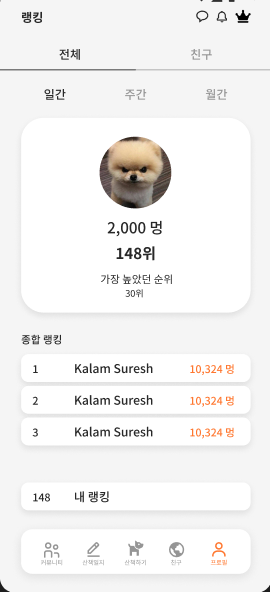 랭킹
전체 친구
일간 주간 월간
2,000 멍
148위
가장 높았던 순위
30위
종합 랭킹
1 Kalam Suresh 10,324 멍
2 Kalam Suresh 10,324 멍
3 Kalam Suresh 10,324 멍
148 내 랭킹
커뮤니티 산책일지 산책하기 친구 프로필